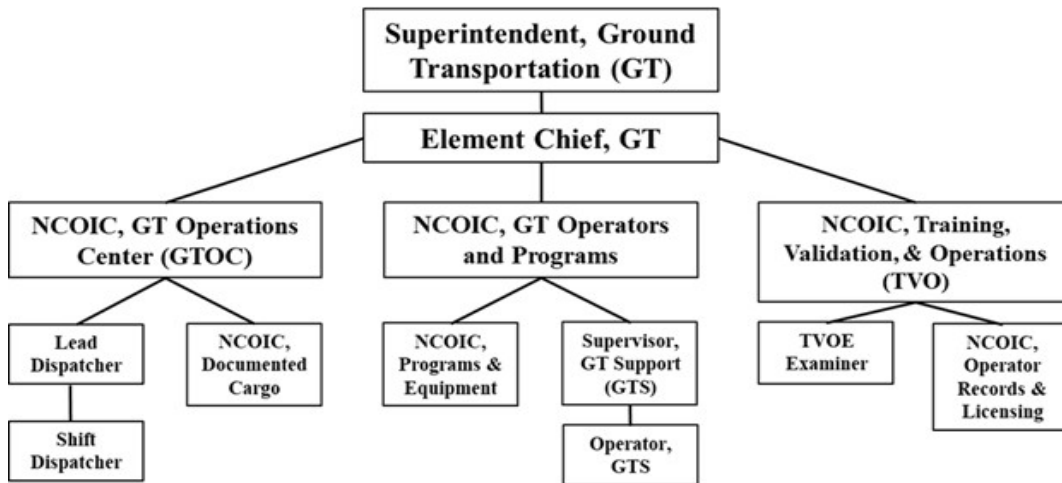 Superintendent, Ground
Transportation (GT)
Element Chief, GT
NCOIC, GT Operations
Center (GTOC)
NCOIC, GT Operators
and Programs
NCOIC, Training,
Validation, & Operations
(TVO)
Lead
Dispatcher
NCOIC,
Documented
Cargo
NCOIC,
Programs &
Equipment
Supervisor,
GT Support
(GTS)
TVOE
Examiner
NCOIC,
Operator
Records &
Licensing
Shift
Dispatcher
Operator,
GTS